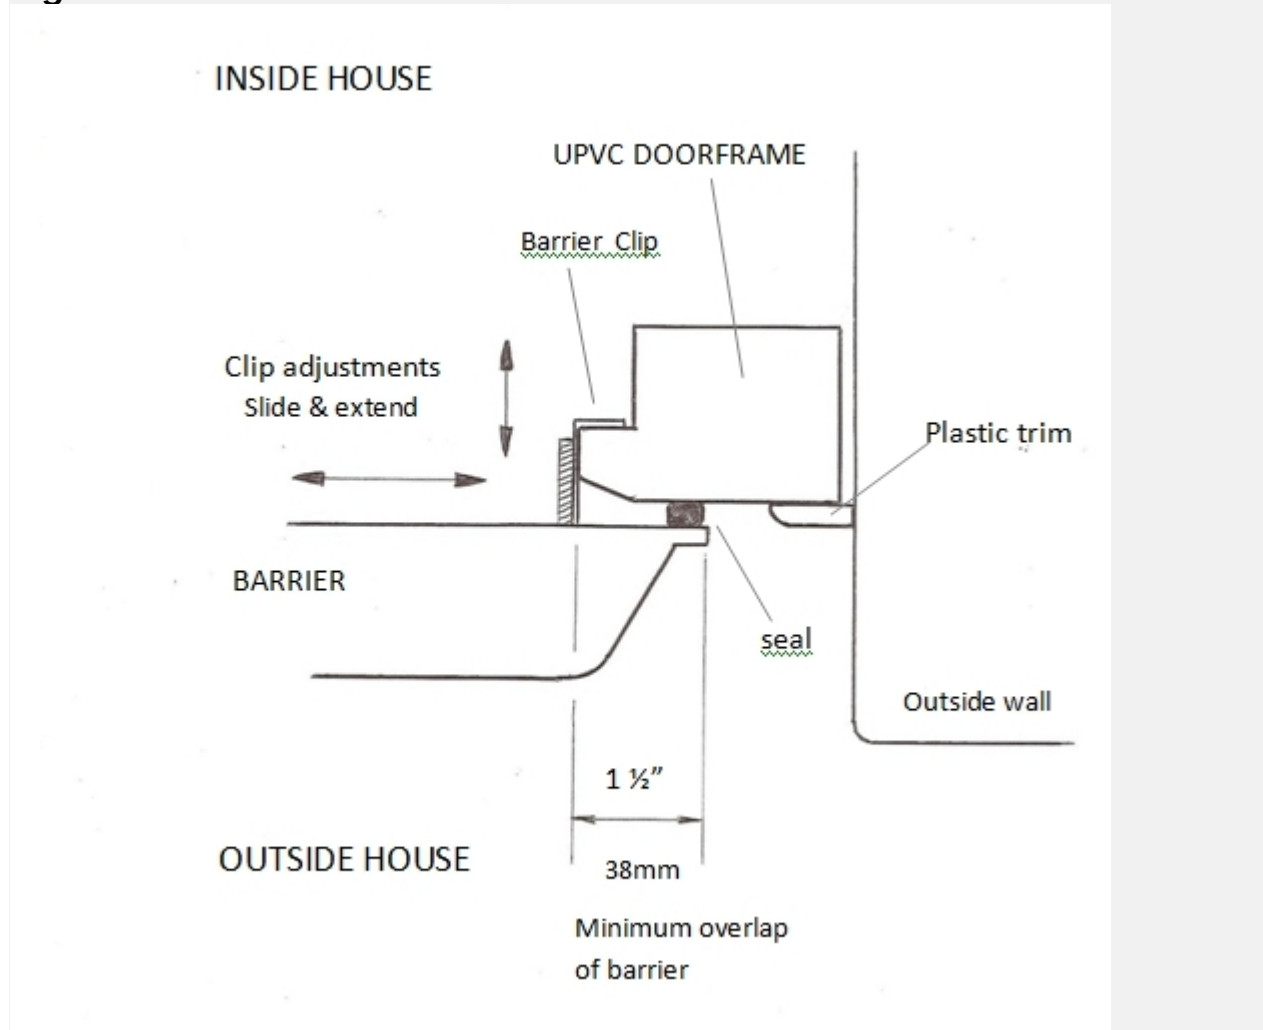 INSIDE HOUSE
UPVC DOORFRAME
Barrier Clip
Clip adjustments
Slide & extend
Plastic trim
BARRIER
seal
Outside wall
1 ½”
OUTSIDE HOUSE
38mm
Minimum overlap
of barrier